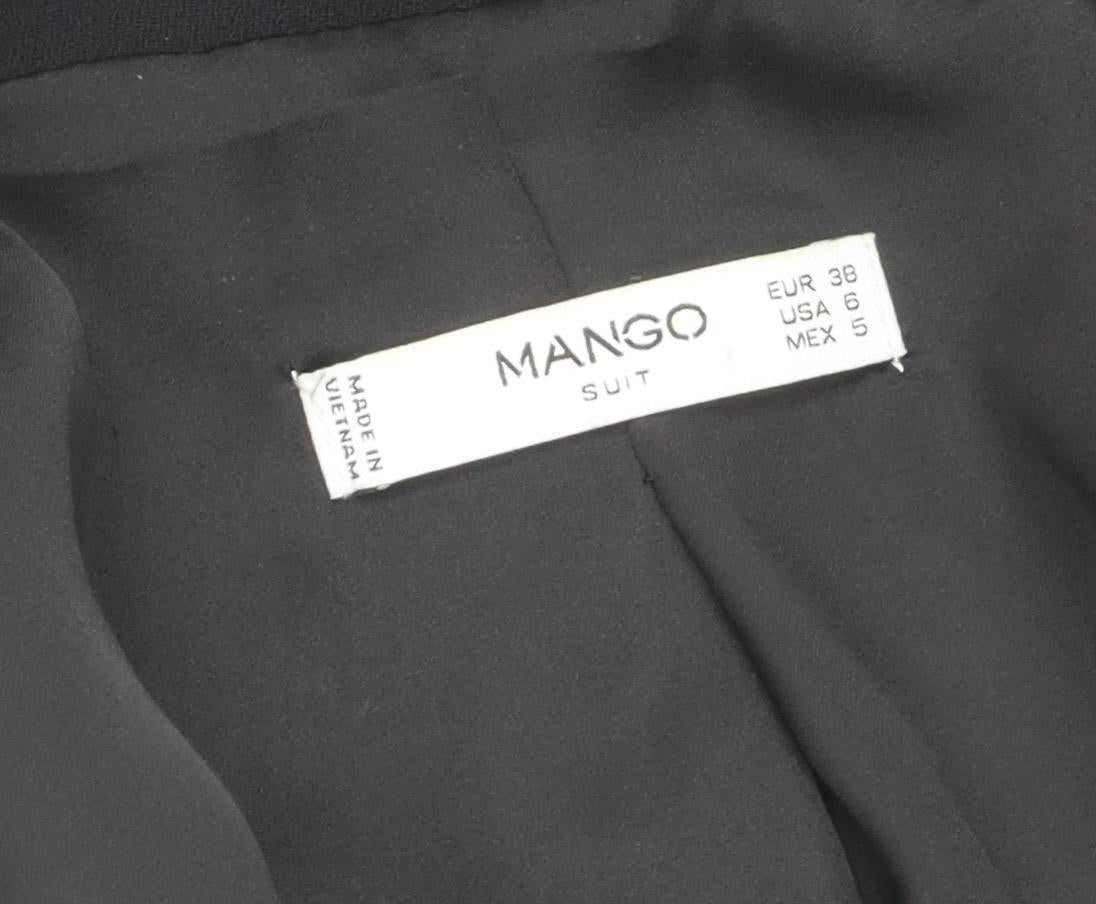 MANGO
SUIT
EUR 38
USA 6
MEX 5
MADE IN
VIETNAM